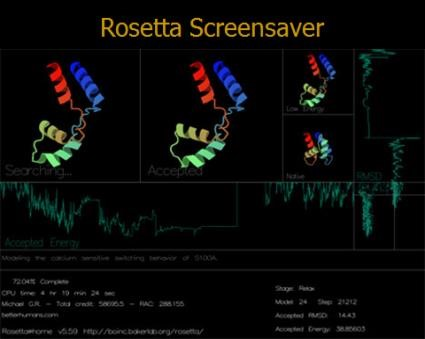 Rosetta Screensaver
Searching...
Accepted
Low Energy
Native
RMSD
Accepted Energy
Modeling the calcium sensitive switching behavior of S100A.
72.04% Complete
CPU time: 4 hr 19 min 24 sec
Michael G.R. - Total credit: 58695.5 - RAC: 288.155
betterhumans.com
Rosetta@home v5.59 http://boinc.bakerlab.org/rosetta/
Stage: Relax
Model: 24 Step: 21212
Accepted RMSD: 14.43
Accepted Energy: 38.85603